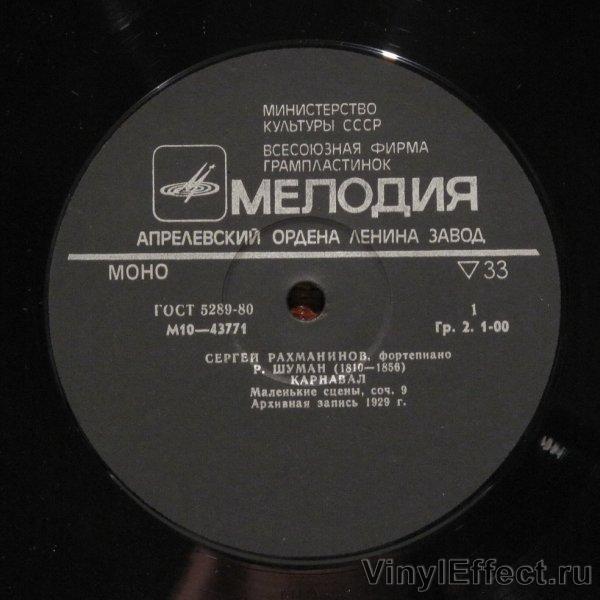 МИНИСТЕРСТВО
КУЛЬТУРЫ СССР
ВСЕСОЮЗНАЯ ФИРМА
ГРАМПЛАСТИНОК
МЕЛОДИЯ
АПРЕЛЕВСКИЙ ОРДЕНА ЛЕНИНА ЗАВОД
МОНО ▽33
ГОСТ 5289-80 1
М10—43771 Гр. 2. 1-00
СЕРГЕЙ РАХМАНИНОВ, фортепиано
Р. ШУМАН (1810—1856)
КАРНАВАЛ
Маленькие сцены, соч. 9
Архивная запись 1929 г.
VinylEffect.ru